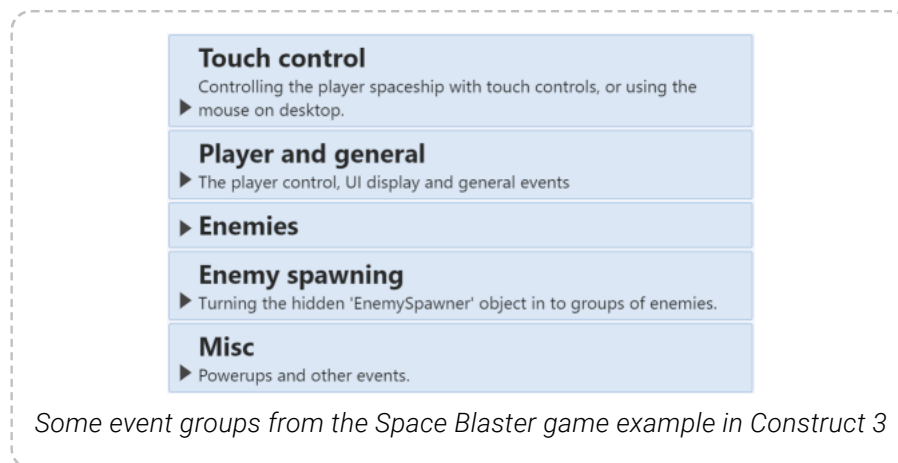 Touch control
Controlling the player spaceship with touch controls, or using the
mouse on desktop.
Player and general
The player control, UI display and general events
Enemies
Enemy spawning
Turning the hidden 'EnemySpawner' object in to groups of enemies.
Misc
Powerups and other events.
Some event groups from the Space Blaster game example in Construct 3